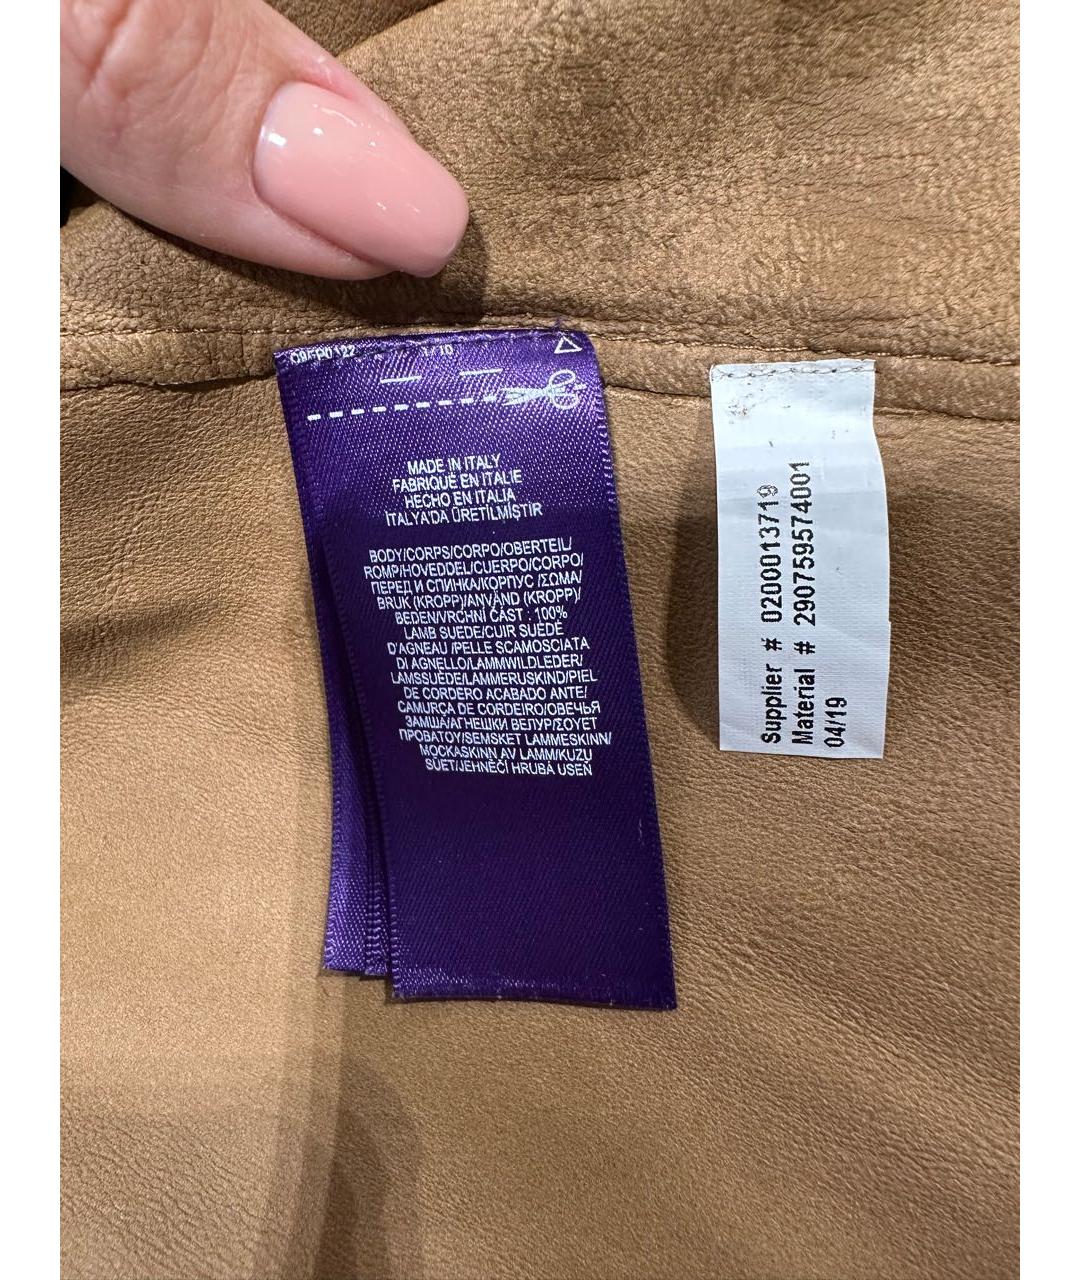 1/10
MADE IN ITALY
FABRIQUÉ EN ITALIE
HECHO EN ITALIA
İTALYA'DA ÜRETİLMİŞTİR
BODY/CORPS/CORPO/OBERTEIL/
ROMP/HOVEDDEL/CUERPO/CORPO/
ПЕРЕД И СПИНКА/КОРПУС /ΣΩΜΑ/
BRUK (KROPP)/ANVÄND (KROPP)/
BEDEN/VRCHNÍ ČÁST : 100%
LAMB SUEDE/CUIR SUÉDÉ
D'AGNEAU /PELLE SCAMOSCIATA
DI AGNELLO/LAMMWILDLEDER/
LAMSSUÈDE/LAMMERUSKIND/PIEL
DE CORDERO ACABADO ANTE/
CAMURÇA DE CORDEIRO/ОВЕЧЬЯ
ЗАМША/АГНЕШКИ ВЕЛУР/ΣΟΥΕΤ
ΠΡΟΒΑΤΟΥ/SEMSKET LAMMESKINN/
MOCKASKINN AV LAMM/KUZU
SÜET/JEHNĚČÍ HRUBÁ USEŇ
Supplier # 0200013719
Material # 290759574001
04/19